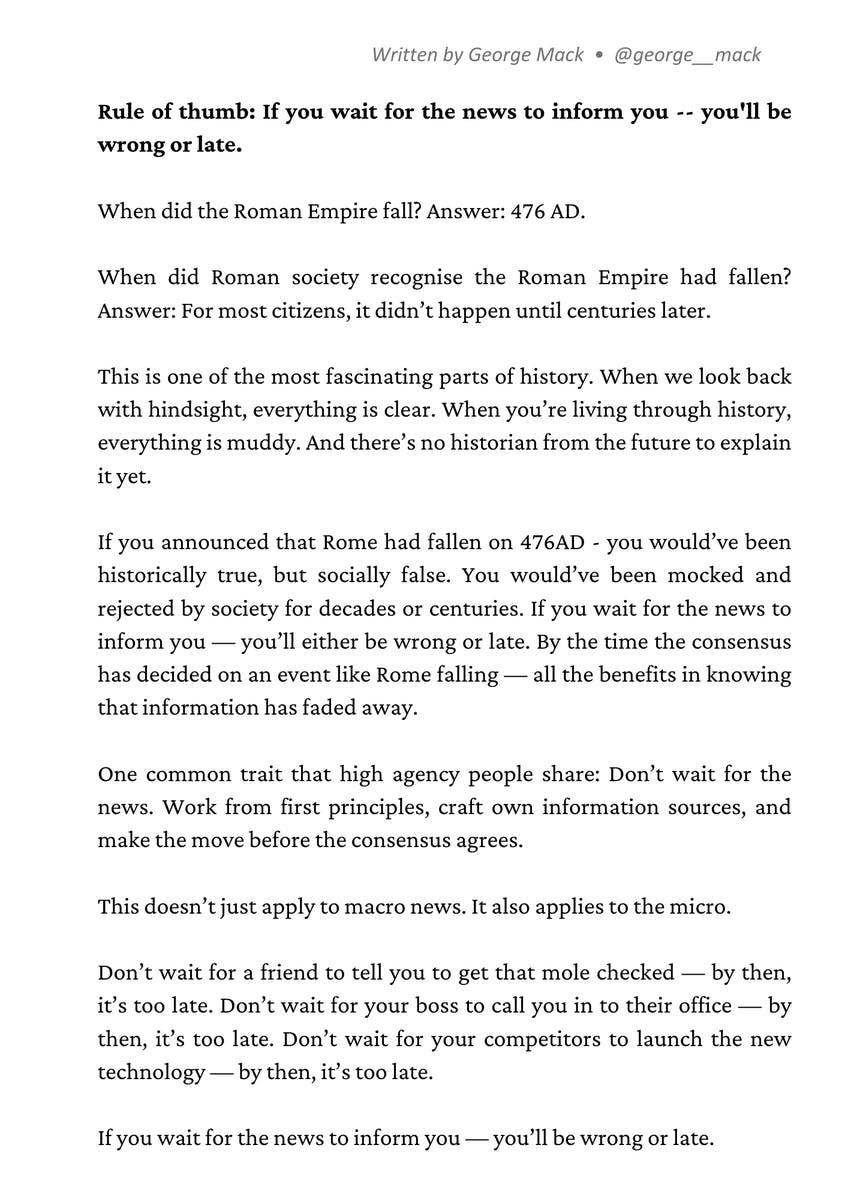 Written by George Mack • @george__mack
Rule of thumb: If you wait for the news to inform you -- you'll be
wrong or late.
When did the Roman Empire fall? Answer: 476 AD.
When did Roman society recognise the Roman Empire had fallen?
Answer: For most citizens, it didn’t happen until centuries later.
This is one of the most fascinating parts of history. When we look back
with hindsight, everything is clear. When you’re living through history,
everything is muddy. And there’s no historian from the future to explain
it yet.
If you announced that Rome had fallen on 476AD - you would’ve been
historically true, but socially false. You would’ve been mocked and
rejected by society for decades or centuries. If you wait for the news to
inform you — you’ll either be wrong or late. By the time the consensus
has decided on an event like Rome falling — all the benefits in knowing
that information has faded away.
One common trait that high agency people share: Don’t wait for the
news. Work from first principles, craft own information sources, and
make the move before the consensus agrees.
This doesn’t just apply to macro news. It also applies to the micro.
Don’t wait for a friend to tell you to get that mole checked — by then,
it’s too late. Don’t wait for your boss to call you in to their office — by
then, it’s too late. Don’t wait for your competitors to launch the new
technology — by then, it’s too late.
If you wait for the news to inform you — you’ll be wrong or late.